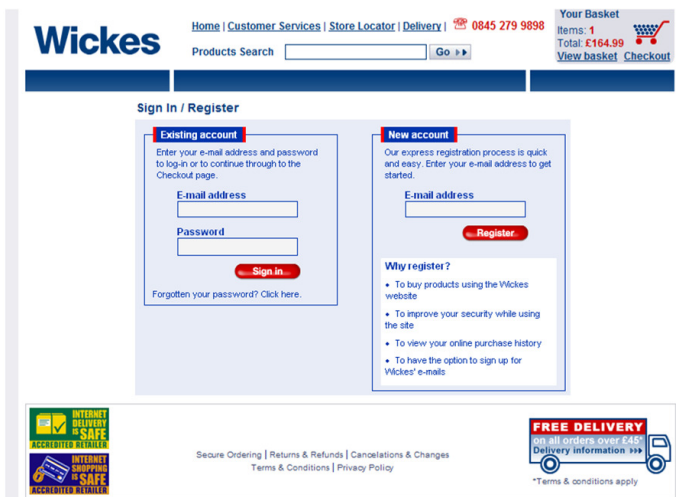 Wickes
Home | Customer Services | Store Locator | Delivery | 0845 279 9898
Products Search
Go
Your Basket
Items: 1
Total: £164.99
View basket Checkout
Sign In / Register
Existing account
Enter your e-mail address and password
to log-in or to continue through to the
Checkout page.
E-mail address
Password
Sign in
Forgotten your password? Click here.
New account
Our express registration process is quick
and easy. Enter your e-mail address to get
started.
E-mail address
Register
Why register?
• To buy products using the Wickes
website
• To improve your security while using
the site
• To view your online purchase history
• To have the option to sign up for
Wickes' e-mails
INTERNET
DELIVERY
IS SAFE
ACCREDITED RETAILER
INTERNET
SHOPPING
IS SAFE
ACCREDITED RETAILER
Secure Ordering | Returns & Refunds | Cancelations & Changes
Terms & Conditions | Privacy Policy
FREE DELIVERY
on all orders over £45*
Delivery information
*Terms & conditions apply